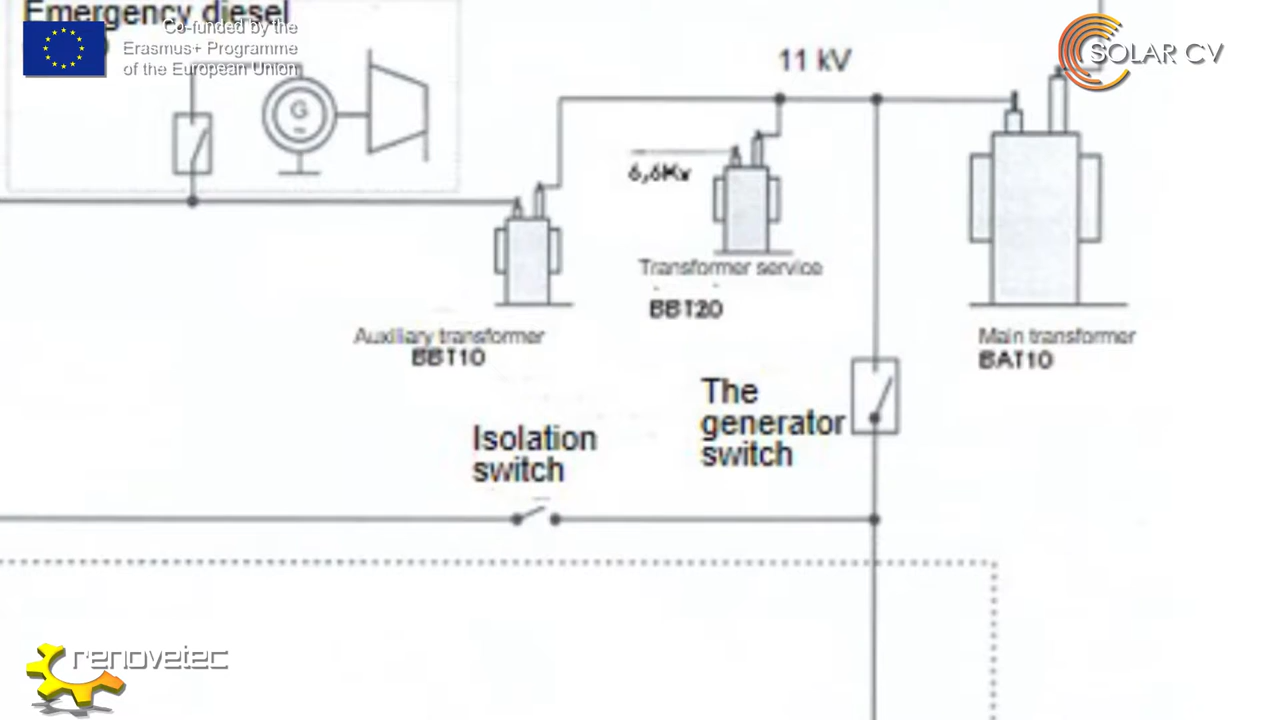 Emergency diesel
Co-funded by the
Erasmus+ Programme
of the European Union
G
~
11 kV
SOLAR CV
6,6Kv
Transformer service
BBT20
Auxiliary transformer
BBT10
Main transformer
BAT10
The
generator
switch
Isolation
switch
renovetec